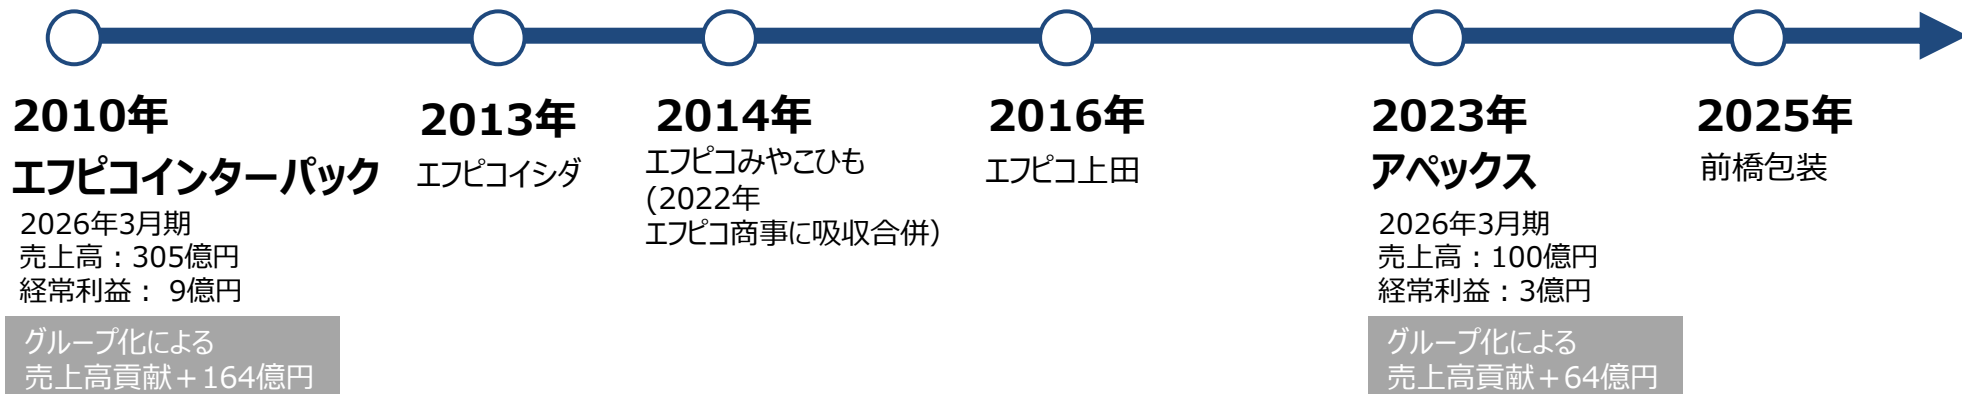 2010年
エフピコインターパック
2026年3月期
売上高：305億円
経常利益： 9億円
グループ化による
売上高貢献＋164億円
2013年
エフピコイシダ
2014年
エフピコみやこひも
(2022年
エフピコ商事に吸収合併）
2016年
エフピコ上田
2023年
アペックス
2026年3月期
売上高：100億円
経常利益：3億円
グループ化による
売上高貢献＋64億円
2025年
前橋包装